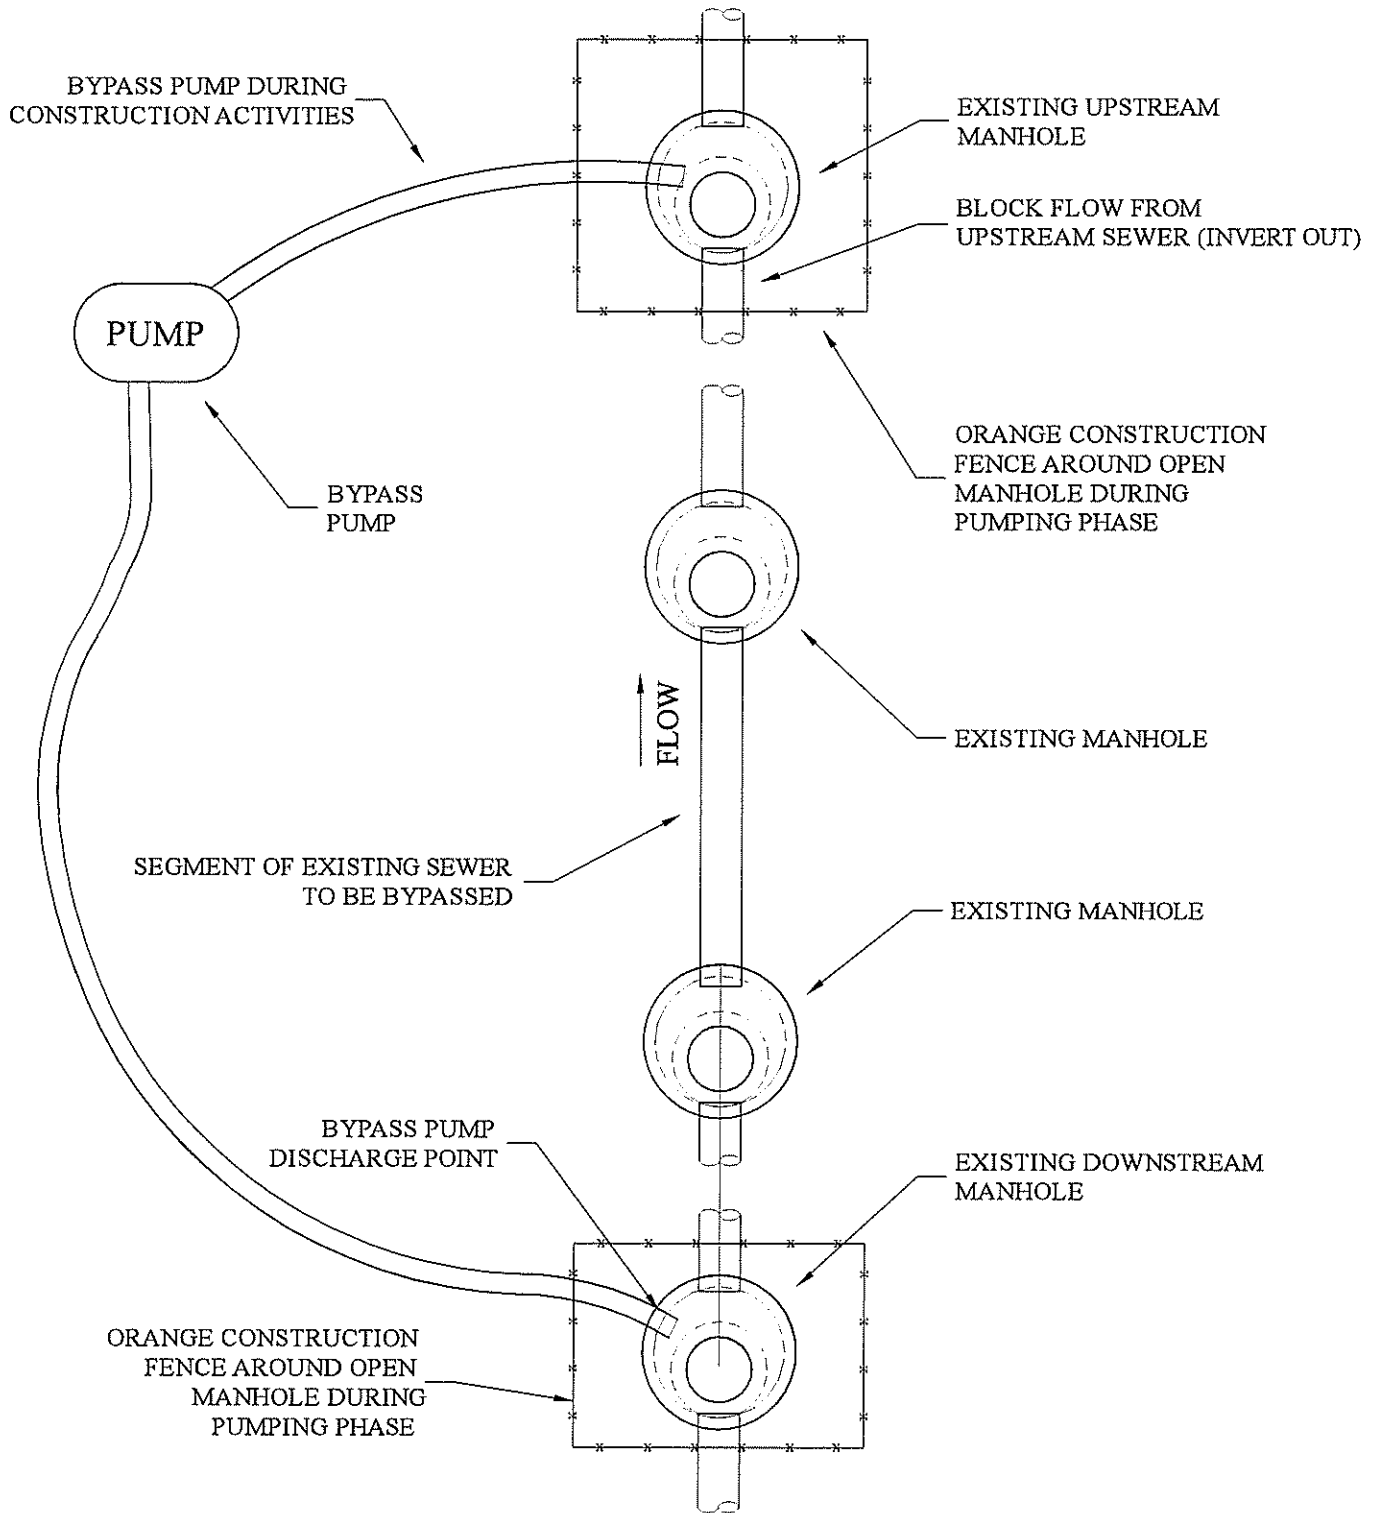 BYPASS PUMP DURING
CONSTRUCTION ACTIVITIES
EXISTING UPSTREAM
MANHOLE
BLOCK FLOW FROM
UPSTREAM SEWER (INVERT OUT)
PUMP
BYPASS
PUMP
ORANGE CONSTRUCTION
FENCE AROUND OPEN
MANHOLE DURING
PUMPING PHASE
FLOW
EXISTING MANHOLE
SEGMENT OF EXISTING SEWER
TO BE BYPASSED
EXISTING MANHOLE
BYPASS PUMP
DISCHARGE POINT
EXISTING DOWNSTREAM
MANHOLE
ORANGE CONSTRUCTION
FENCE AROUND OPEN
MANHOLE DURING
PUMPING PHASE